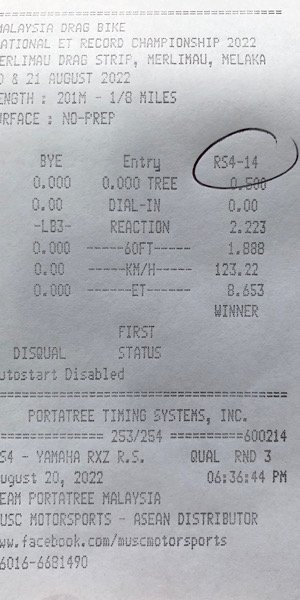 ================================
MALAYSIA DRAG BIKE
NATIONAL ET RECORD CHAMPIONSHIP 2022
MERLIMAU DRAG STRIP, MERLIMAU, MELAKA
0 & 21 AUGUST 2022
ENGTH : 201M - 1/8 MILES
URFACE : NO-PREP
BYE Entry RS4-14
0.000 0.000 TREE 0.500
0.00 DIAL-IN 0.00
-LB3- REACTION 2.223
0.000 ------60FT------ 1.888
0.00 ------KM/H------ 123.22
0.000 -------ET------- 8.653
WINNER
FIRST
DISQUAL STATUS
utostart Disabled
================================
PORTATREE TIMING SYSTEMS, INC.
============== 253/254 ==========600214
S4 - YAMAHA RXZ R.S. QUAL RND 3
ugust 20, 2022 06:36:44 PM
EAM PORTATREE MALAYSIA
USC MOTORSPORTS - ASEAN DISTRIBUTOR
ww.facebook.com/muscmotorsports
6016-6681490